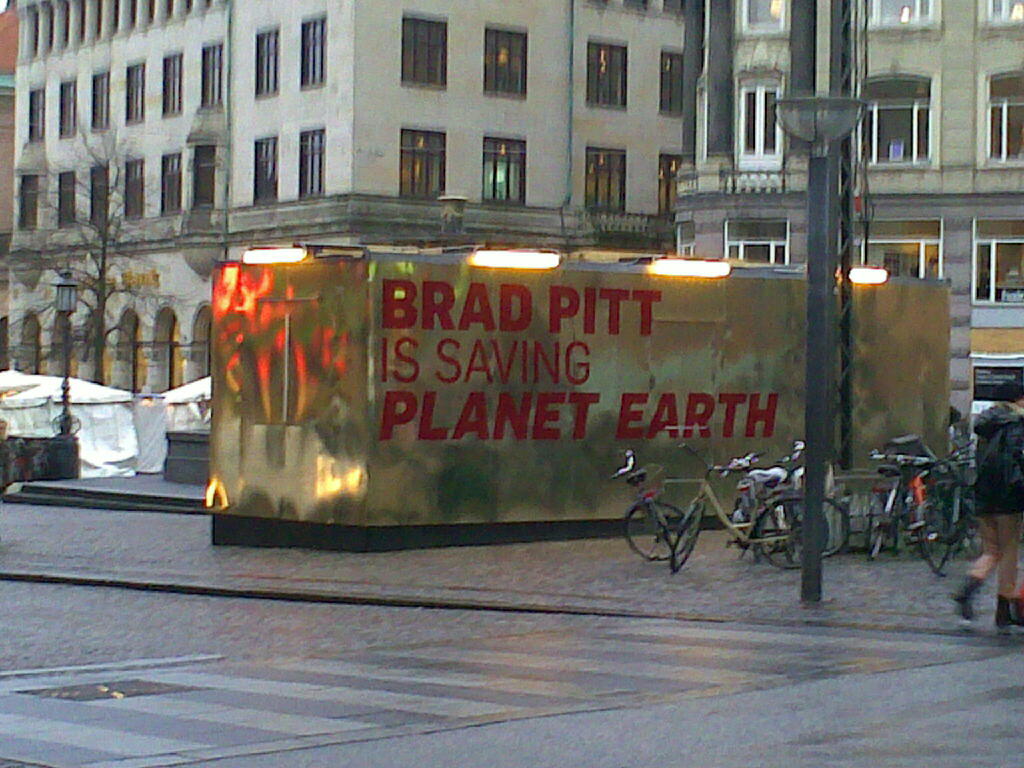 BRAD PITT
IS SAVING
PLANET EARTH